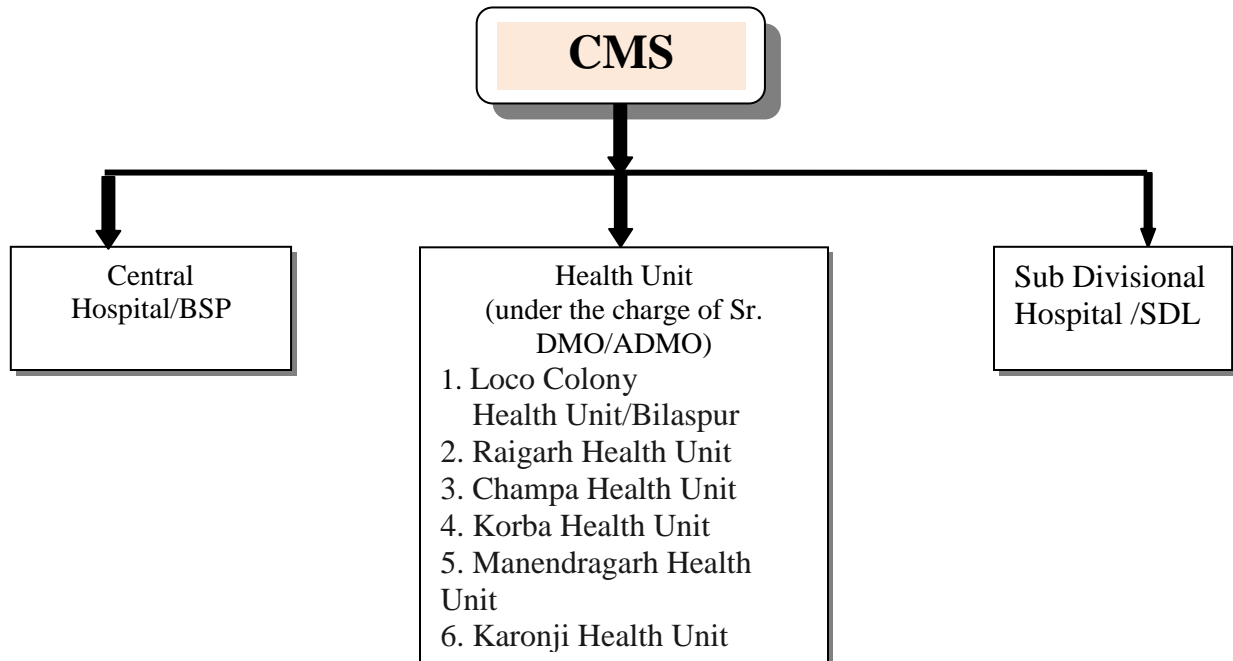 CMS
Central
Hospital/BSP
Health Unit
(under the charge of Sr.
DMO/ADMO)
1. Loco Colony
Health Unit/Bilaspur
2. Raigarh Health Unit
3. Champa Health Unit
4. Korba Health Unit
5. Manendragarh Health
Unit
6. Karonji Health Unit
Sub Divisional
Hospital /SDL